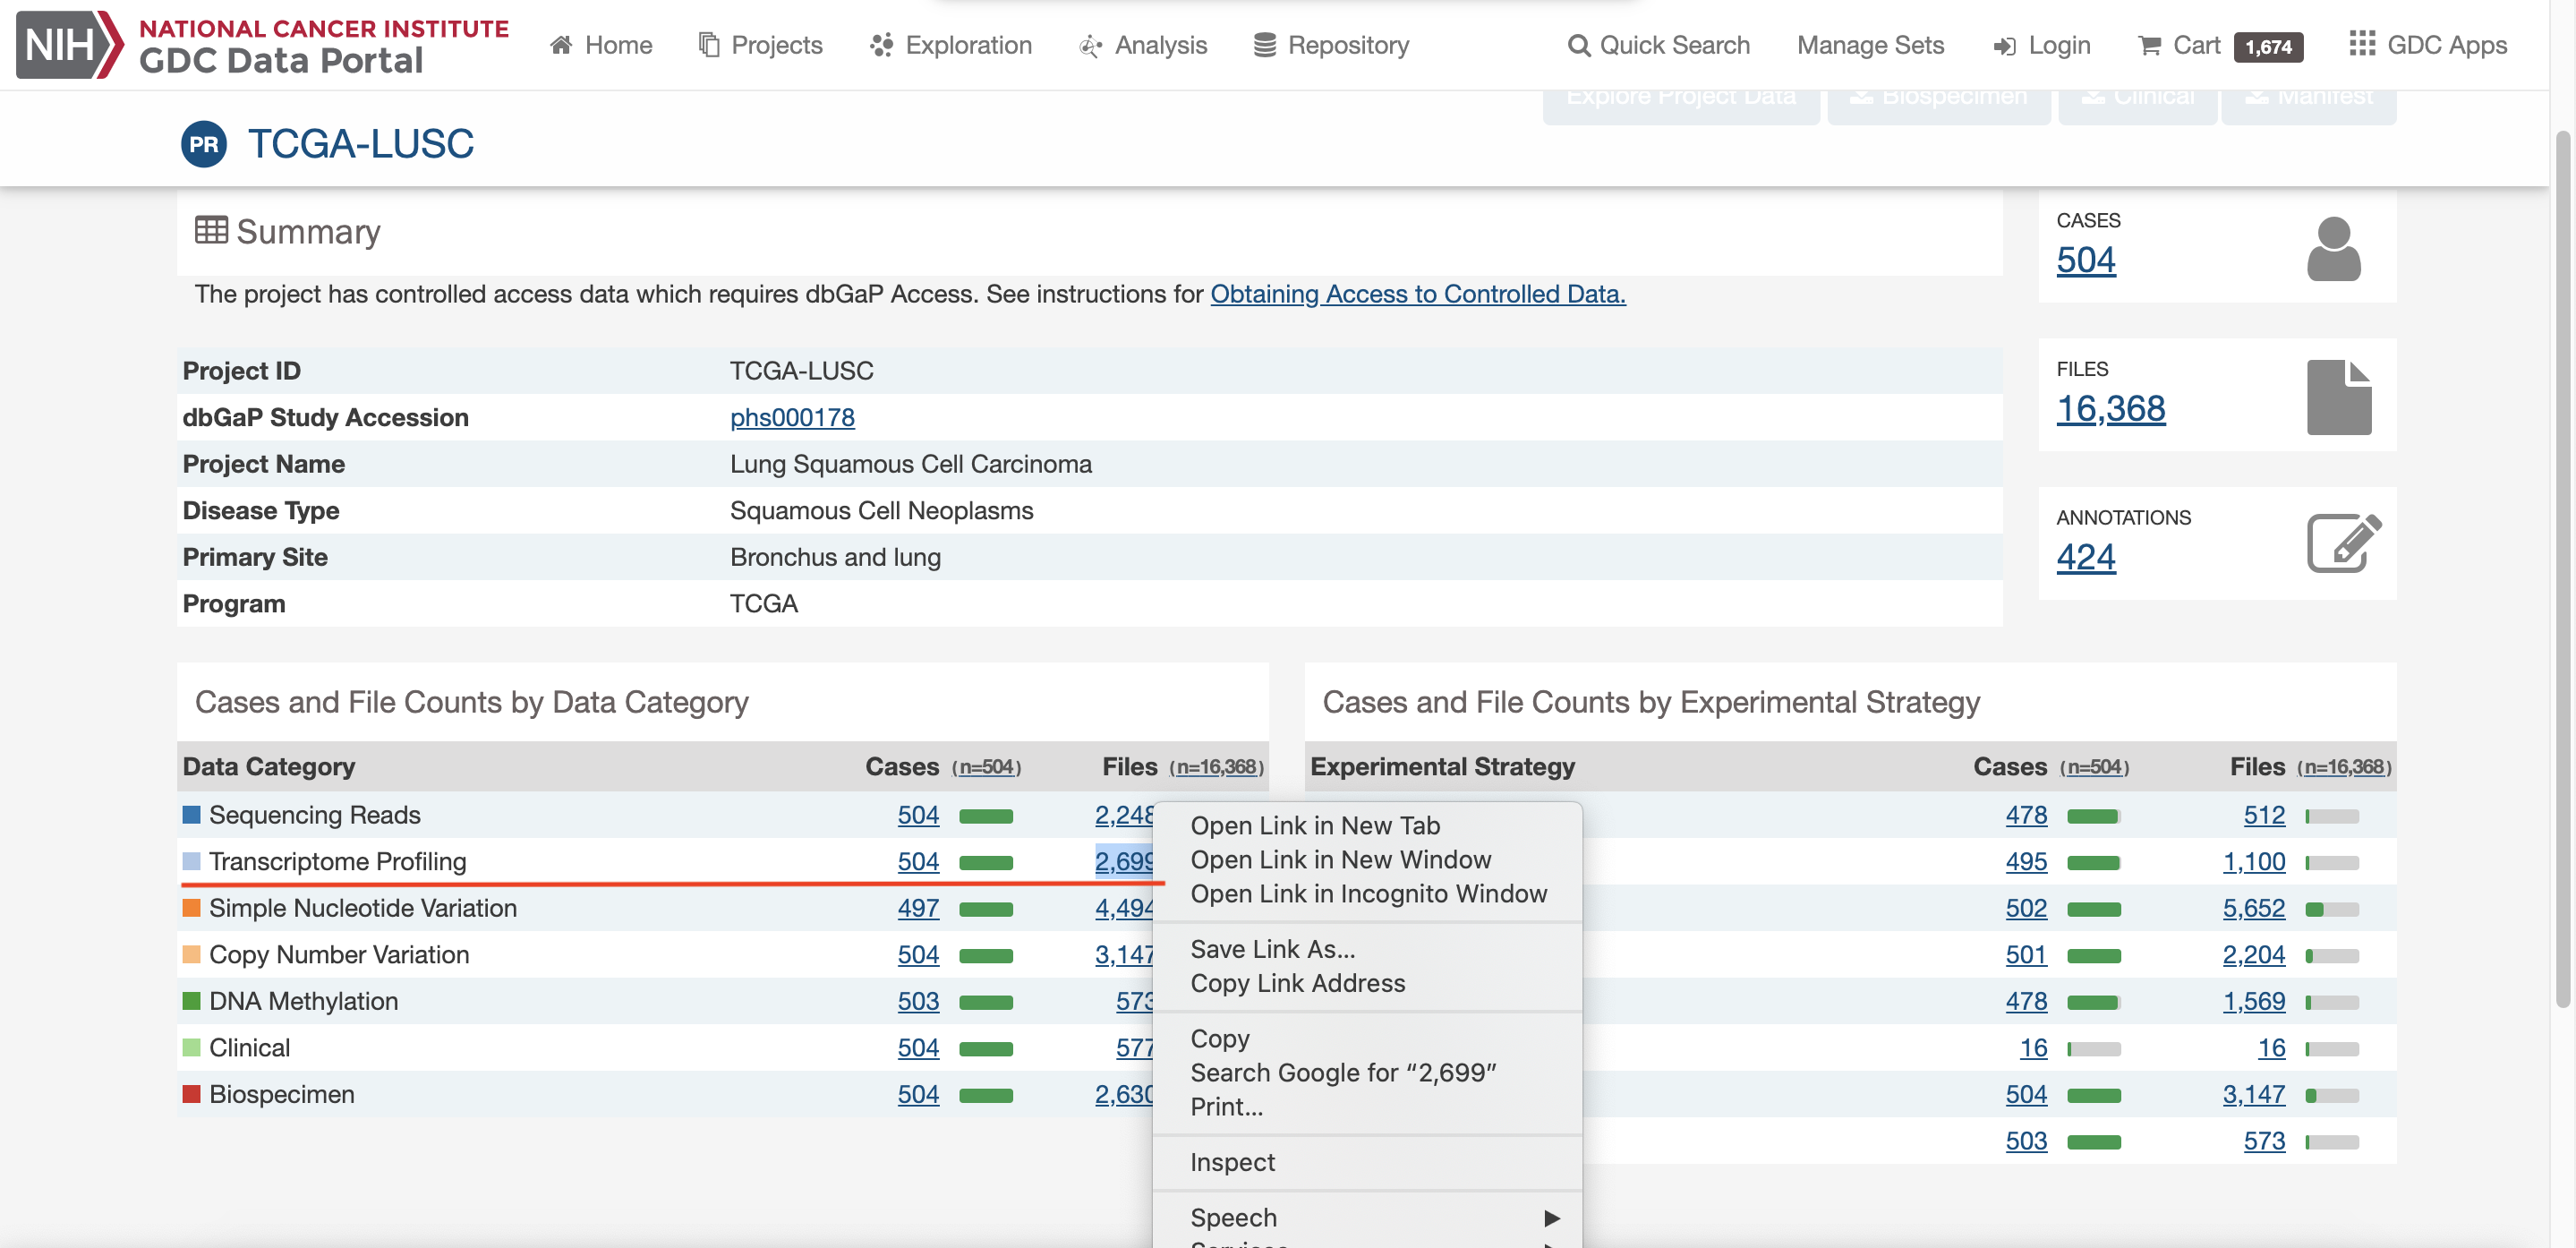 NIH NATIONAL CANCER INSTITUTE
GDC Data Portal
Home Projects Exploration Analysis Repository Quick Search Manage Sets Login Cart 1,674 GDC Apps
Explore Project Data Biospecimen Clinical Manifest
PR TCGA-LUSC
Summary
The project has controlled access data which requires dbGaP Access. See instructions for Obtaining Access to Controlled Data.
Project ID TCGA-LUSC
dbGaP Study Accession phs000178
Project Name Lung Squamous Cell Carcinoma
Disease Type Squamous Cell Neoplasms
Primary Site Bronchus and lung
Program TCGA
CASES
504
FILES
16,368
ANNOTATIONS
424
Cases and File Counts by Data Category
Data Category Cases (n=504) Files (n=16,368)
Sequencing Reads 504 2,248
Transcriptome Profiling 504 2,699
Simple Nucleotide Variation 497 4,494
Copy Number Variation 504 3,147
DNA Methylation 503 573
Clinical 504 577
Biospecimen 504 2,630
Open Link in New Tab
Open Link in New Window
Open Link in Incognito Window
Save Link As...
Copy Link Address
Copy
Search Google for “2,699”
Print...
Inspect
Speech
Services
Cases and File Counts by Experimental Strategy
Experimental Strategy Cases (n=504) Files (n=16,368)
478 512
495 1,100
502 5,652
501 2,204
478 1,569
16 16
504 3,147
503 573